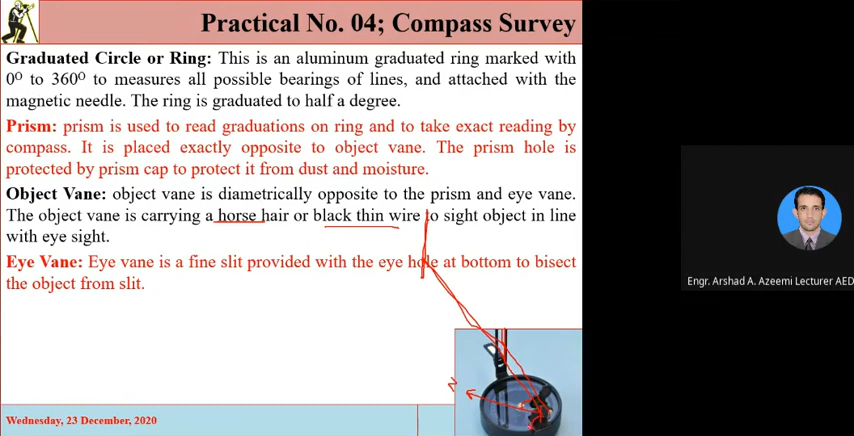 Practical No. 04; Compass Survey
Graduated Circle or Ring: This is an aluminum graduated ring marked with
0⁰ to 360⁰ to measures all possible bearings of lines, and attached with the
magnetic needle. The ring is graduated to half a degree.
Prism: prism is used to read graduations on ring and to take exact reading by
compass. It is placed exactly opposite to object vane. The prism hole is
protected by prism cap to protect it from dust and moisture.
Object Vane: object vane is diametrically opposite to the prism and eye vane.
The object vane is carrying a horse hair or black thin wire to sight object in line
with eye sight.
Eye Vane: Eye vane is a fine slit provided with the eye hole at bottom to bisect
the object from slit.
N
Wednesday, 23 December, 2020
Engr. Arshad A. Azeemi Lecturer AED